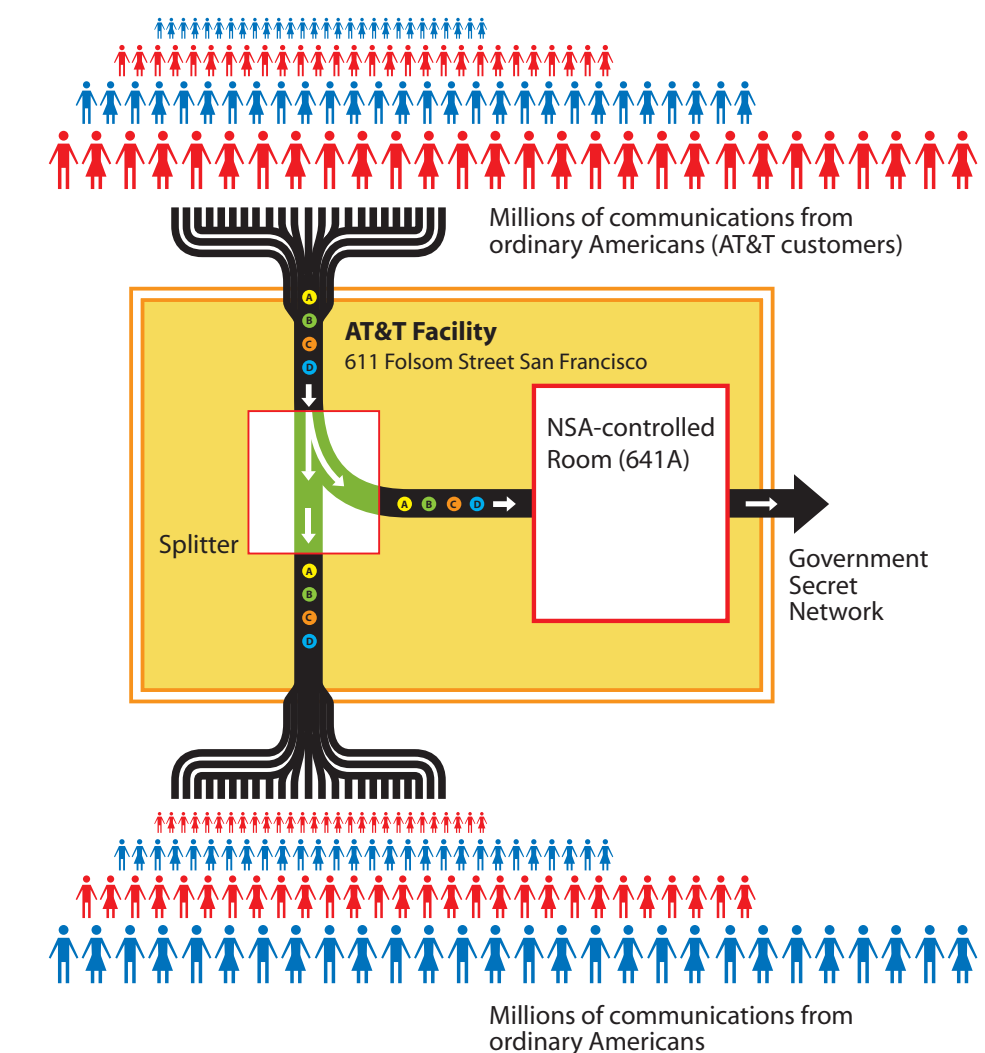 Millions of communications from
ordinary Americans (AT&T customers)
A
B
C
D
AT&T Facility
611 Folsom Street San Francisco
NSA-controlled
Room (641A)
A B C D
Splitter
Government
Secret
Network
A
B
C
D
Millions of communications from
ordinary Americans